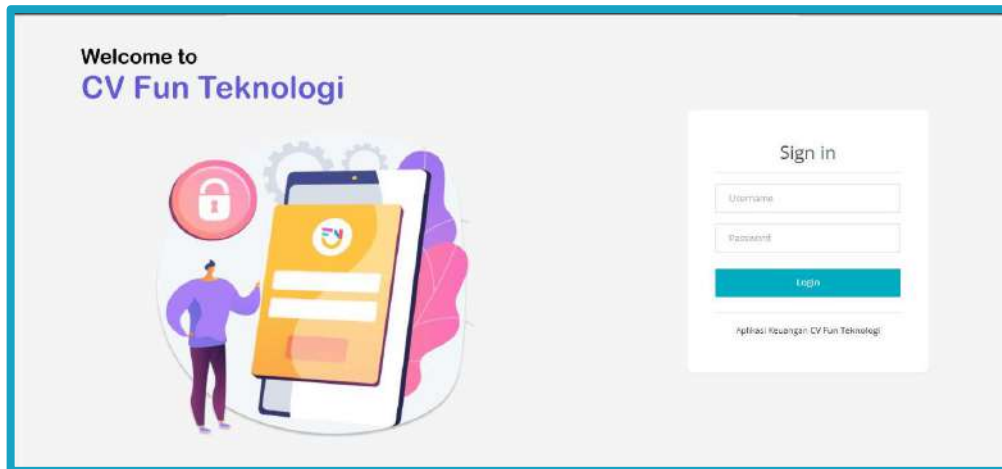 Welcome to
CV Fun Teknologi
Sign in
Username
Password
Login
Aplikasi Keuangan CV Fun Teknologi